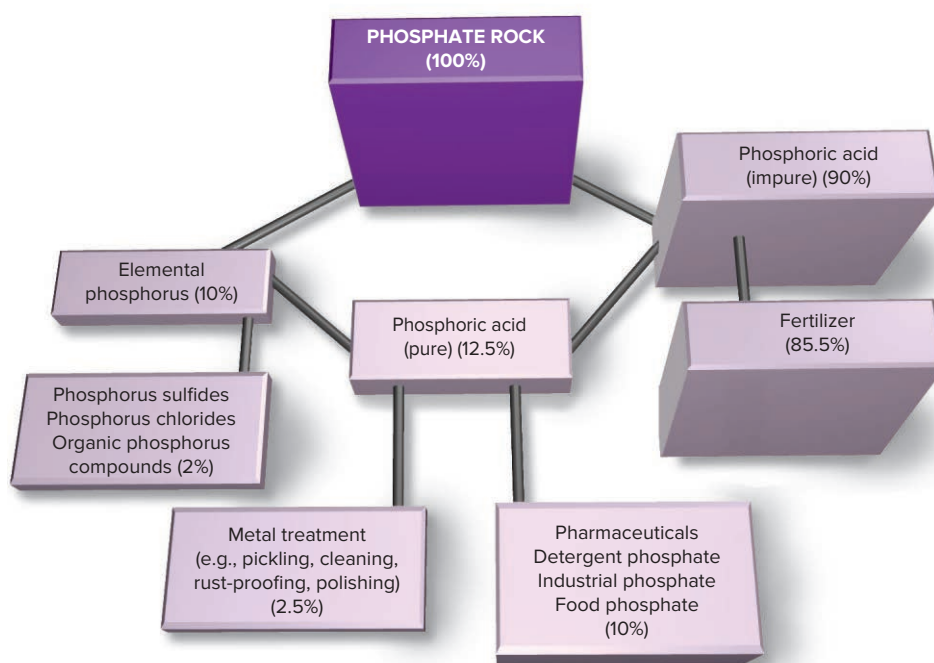 PHOSPHATE ROCK
(100%)
Phosphoric acid
(impure) (90%)
Elemental
phosphorus (10%)
Phosphoric acid
(pure) (12.5%)
Fertilizer
(85.5%)
Phosphorus sulfides
Phosphorus chlorides
Organic phosphorus
compounds (2%)
Metal treatment
(e.g., pickling, cleaning,
rust-proofing, polishing)
(2.5%)
Pharmaceuticals
Detergent phosphate
Industrial phosphate
Food phosphate
(10%)